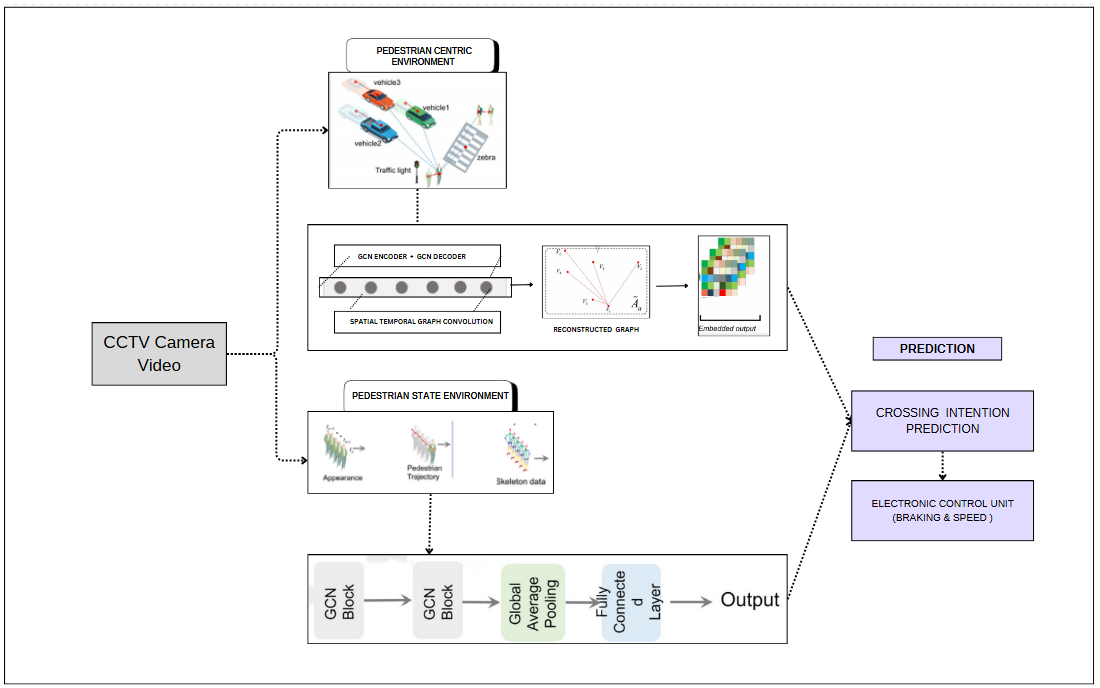 PEDESTRIAN CENTRIC
ENVIRONMENT
vehicle3
vehicle1
vehicle2
zebra
Traffic light
GCN ENCODER + GCN DECODER
SPATIAL TEMPORAL GRAPH CONVOLUTION
RECONSTRUCTED GRAPH
Embedded output
CCTV Camera
Video
PEDESTRIAN STATE ENVIRONMENT
Appearance
Pedestrian
Trajectory
Skeleton data
GCN
Block
GCN
Block
Global
Average
Pooling
Fully
Connecte
d
Layer
Output
PREDICTION
CROSSING INTENTION
PREDICTION
ELECTRONIC CONTROL UNIT
(BRAKING & SPEED )